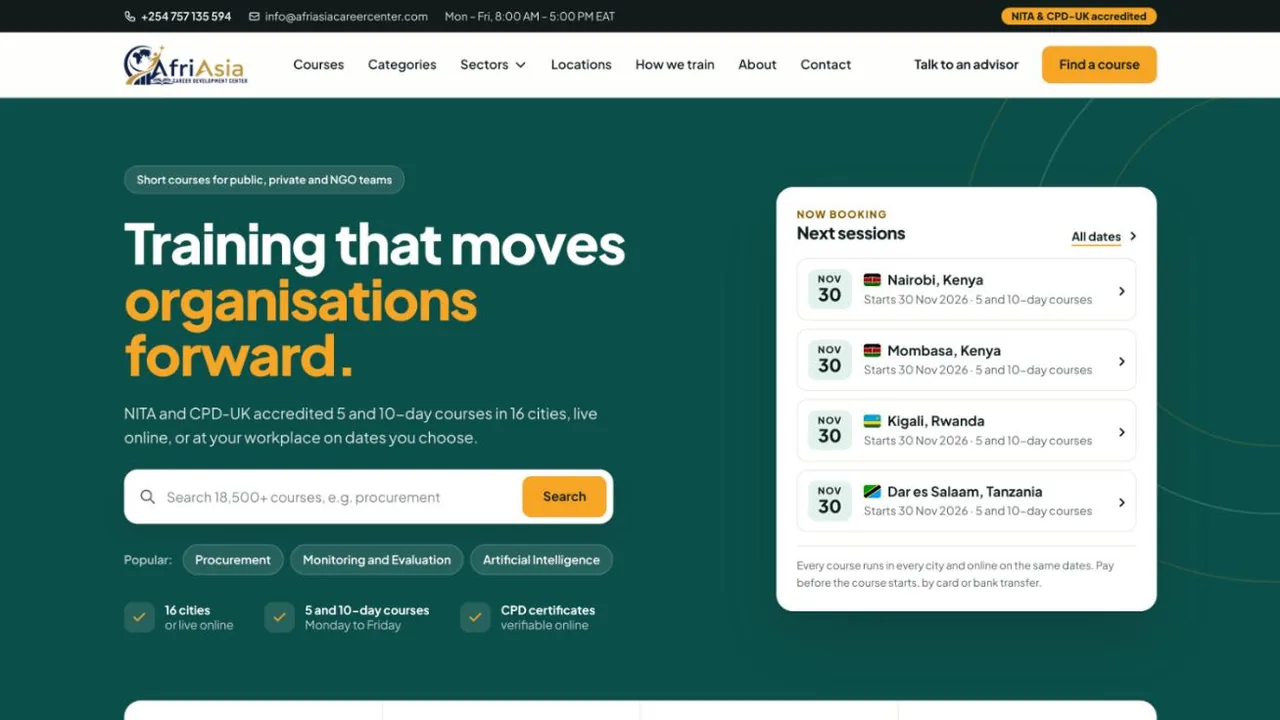 +254 757 135 594
info@afriasiacareercenter.com
Mon – Fri, 8:00 AM – 5:00 PM EAT
NITA & CPD-UK accredited
AfriAsia
CAREER DEVELOPMENT CENTER
Courses
Categories
Sectors
Locations
How we train
About
Contact
Talk to an advisor
Find a course
Short courses for public, private and NGO teams
Training that moves
organisations
forward.
NITA and CPD-UK accredited 5 and 10-day courses in 16 cities, live
online, or at your workplace on dates you choose.
Search 18,500+ courses, e.g. procurement
Search
Popular:
Procurement
Monitoring and Evaluation
Artificial Intelligence
16 cities
or live online
5 and 10-day courses
Monday to Friday
CPD certificates
verifiable online
NOW BOOKING
Next sessions
All dates
NOV
30
Nairobi, Kenya
Starts 30 Nov 2026 · 5 and 10-day courses
NOV
30
Mombasa, Kenya
Starts 30 Nov 2026 · 5 and 10-day courses
NOV
30
Kigali, Rwanda
Starts 30 Nov 2026 · 5 and 10-day courses
NOV
30
Dar es Salaam, Tanzania
Starts 30 Nov 2026 · 5 and 10-day courses
Every course runs in every city and online on the same dates. Pay
before the course starts, by card or bank transfer.